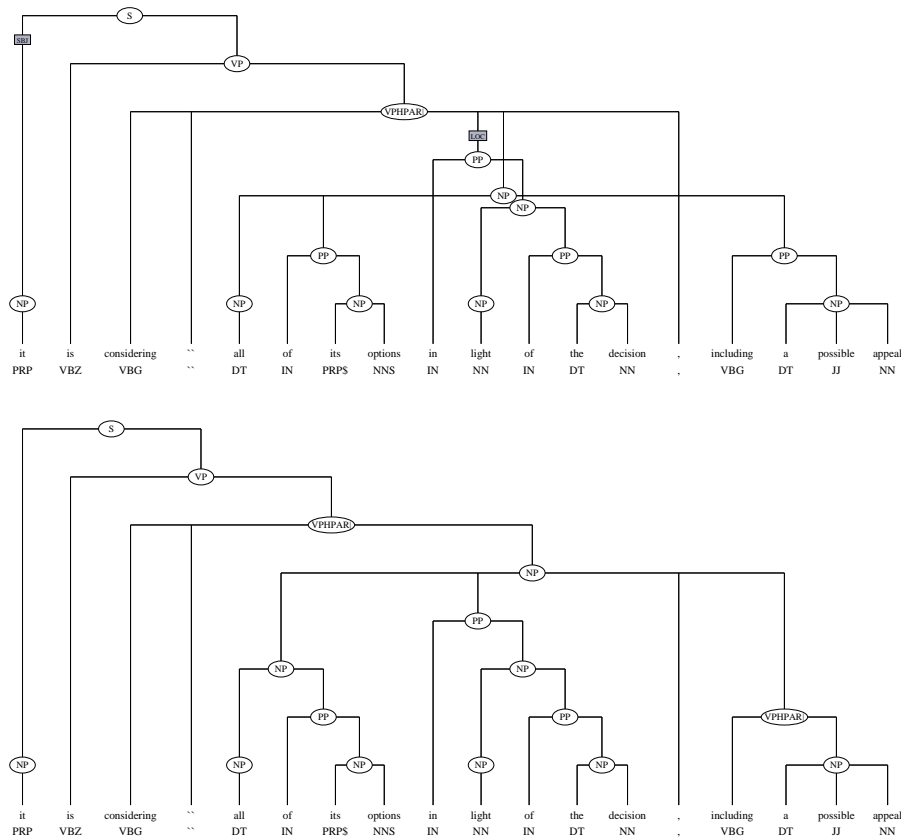 S
SBJ
VP
VPHPAR|
LOC
PP
NP
NP
PP PP PP
NP NP NP NP NP NP
it is considering `` all of its options in light of the decision , including a possible appeal
PRP VBZ VBG `` DT IN PRP$ NNS IN NN IN DT NN , VBG DT JJ NN
S
VP
VPHPAR|
NP
PP
NP NP
PP PP VPHPAR|
NP NP NP NP NP NP
it is considering `` all of its options in light of the decision , including a possible appeal
PRP VBZ VBG `` DT IN PRP$ NNS IN NN IN DT NN , VBG DT JJ NN